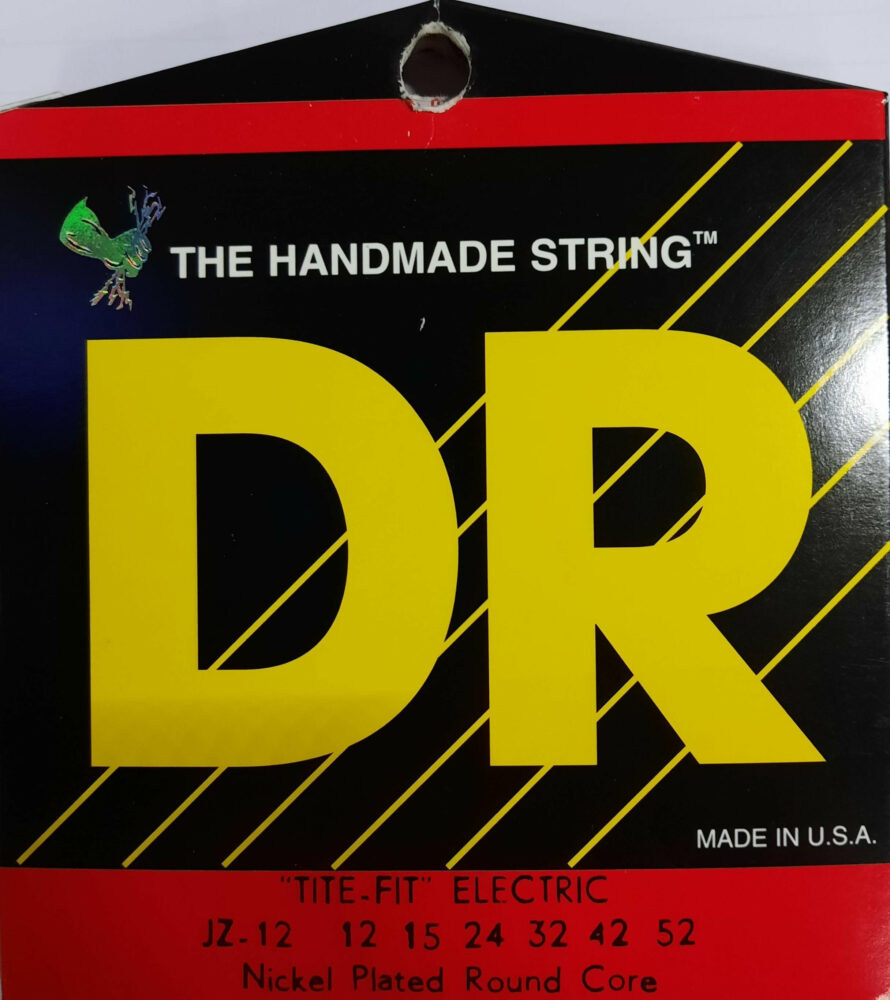 THE HANDMADE STRING™
DR
MADE IN U.S.A.
"TITE-FIT" ELECTRIC
JZ-12 12 15 24 32 42 52
Nickel Plated Round Core